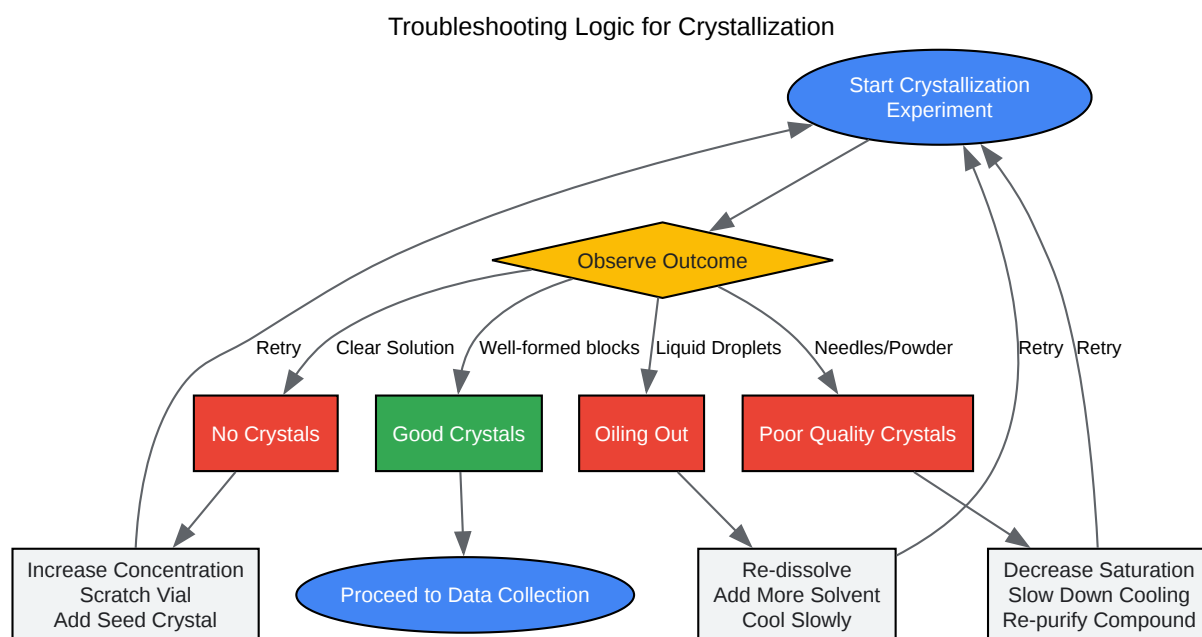 Troubleshooting Logic for Crystallization
Start Crystallization
Experiment
Observe Outcome
Retry
Clear Solution
Well-formed blocks
Liquid Droplets
Needles/Powder
Retry
Retry
No Crystals
Good Crystals
Oiling Out
Poor Quality Crystals
Increase Concentration
Scratch Vial
Add Seed Crystal
Proceed to Data Collection
Re-dissolve
Add More Solvent
Cool Slowly
Decrease Saturation
Slow Down Cooling
Re-purify Compound